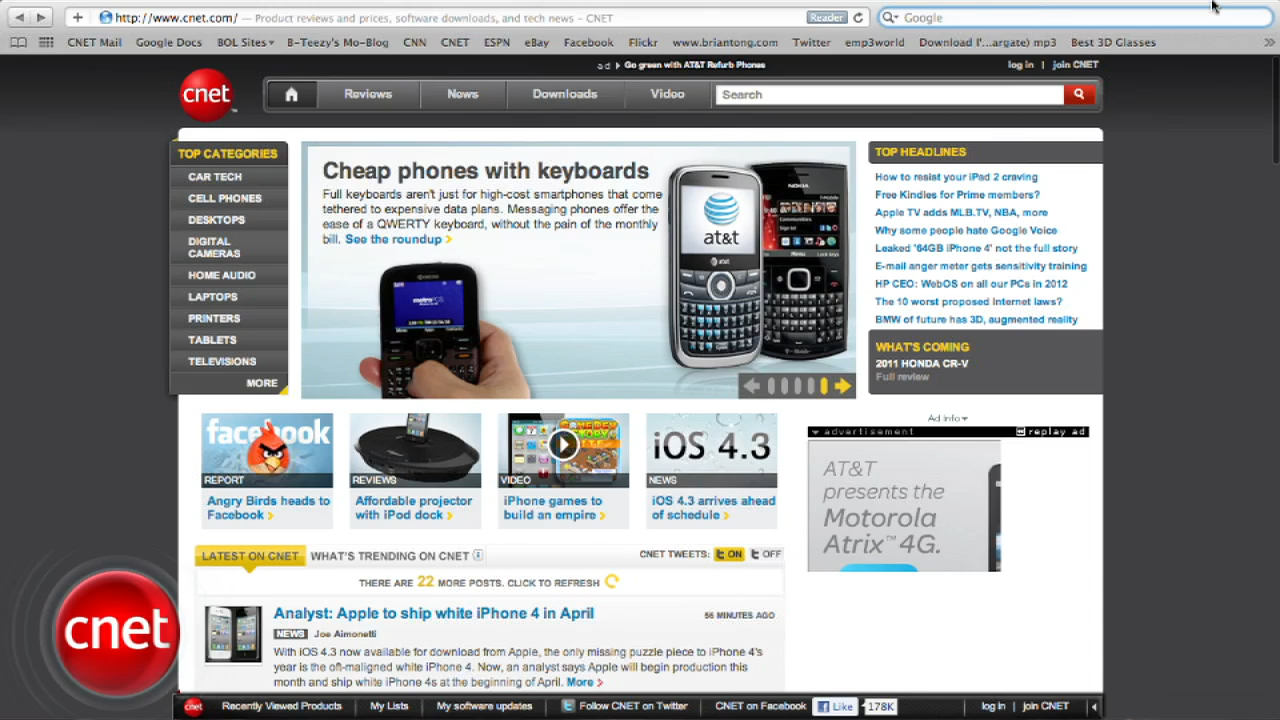 http://www.cnet.com/ — Product reviews and prices, software downloads, and tech news – CNET
Reader
Google
CNET Mail Google Docs BOL Sites B-Teezy's Mo-Blog CNN CNET ESPN eBay Facebook Flickr www.briantong.com Twitter emp3world Download I'...argate) mp3 Best 3D Classes
ad Go green with AT&T Refurb Phones
log in | join CNET
cnet
Reviews News Downloads Video Search
TOP CATEGORIES
CAR TECH
CELL PHONES
DESKTOPS
DIGITAL
CAMERAS
HOME AUDIO
LAPTOPS
PRINTERS
TABLETS
TELEVISIONS
MORE
Cheap phones with keyboards
Full keyboards aren't just for high-cost smartphones that come
tethered to expensive data plans. Messaging phones offer the
ease of a QWERTY keyboard, without the pain of the monthly
bill. See the roundup
at&t
NOKIA
metroPCS
TOP HEADLINES
How to resist your iPad 2 craving
Free Kindles for Prime members?
Apple TV adds MLB.TV, NBA, more
Why some people hate Google Voice
Leaked '64GB iPhone 4' not the full story
E-mail anger meter gets sensitivity training
HP CEO: WebOS on all our PCs in 2012
The 10 worst proposed Internet laws?
BMW of future has 3D, augmented reality
WHAT'S COMING
2011 HONDA CR-V
Full review
facebook
REPORT
Angry Birds heads to
Facebook
REVIEWS
Affordable projector
with iPod dock
VIDEO
iPhone games to
build an empire
iOS 4.3
NEWS
iOS 4.3 arrives ahead
of schedule
Ad info
advertisement replay ad
AT&T
presents the
Motorola
Atrix™ 4G.
LATEST ON CNET WHAT'S TRENDING ON CNET CNET TWEETS: ON OFF
THERE ARE 22 MORE POSTS. CLICK TO REFRESH
Analyst: Apple to ship white iPhone 4 in April
56 MINUTES AGO
NEWS Joe Aimonetti
With iOS 4.3 now available for download from Apple, the only missing puzzle piece to iPhone 4's
year is the oft-maligned white iPhone 4. Now, an analyst says Apple will begin production this
month and ship white iPhone 4s at the beginning of April. More >
cnet
cnet Recently Viewed Products My Lists My software updates Follow CNET on Twitter CNET on Facebook Like 178K log in | join CNET